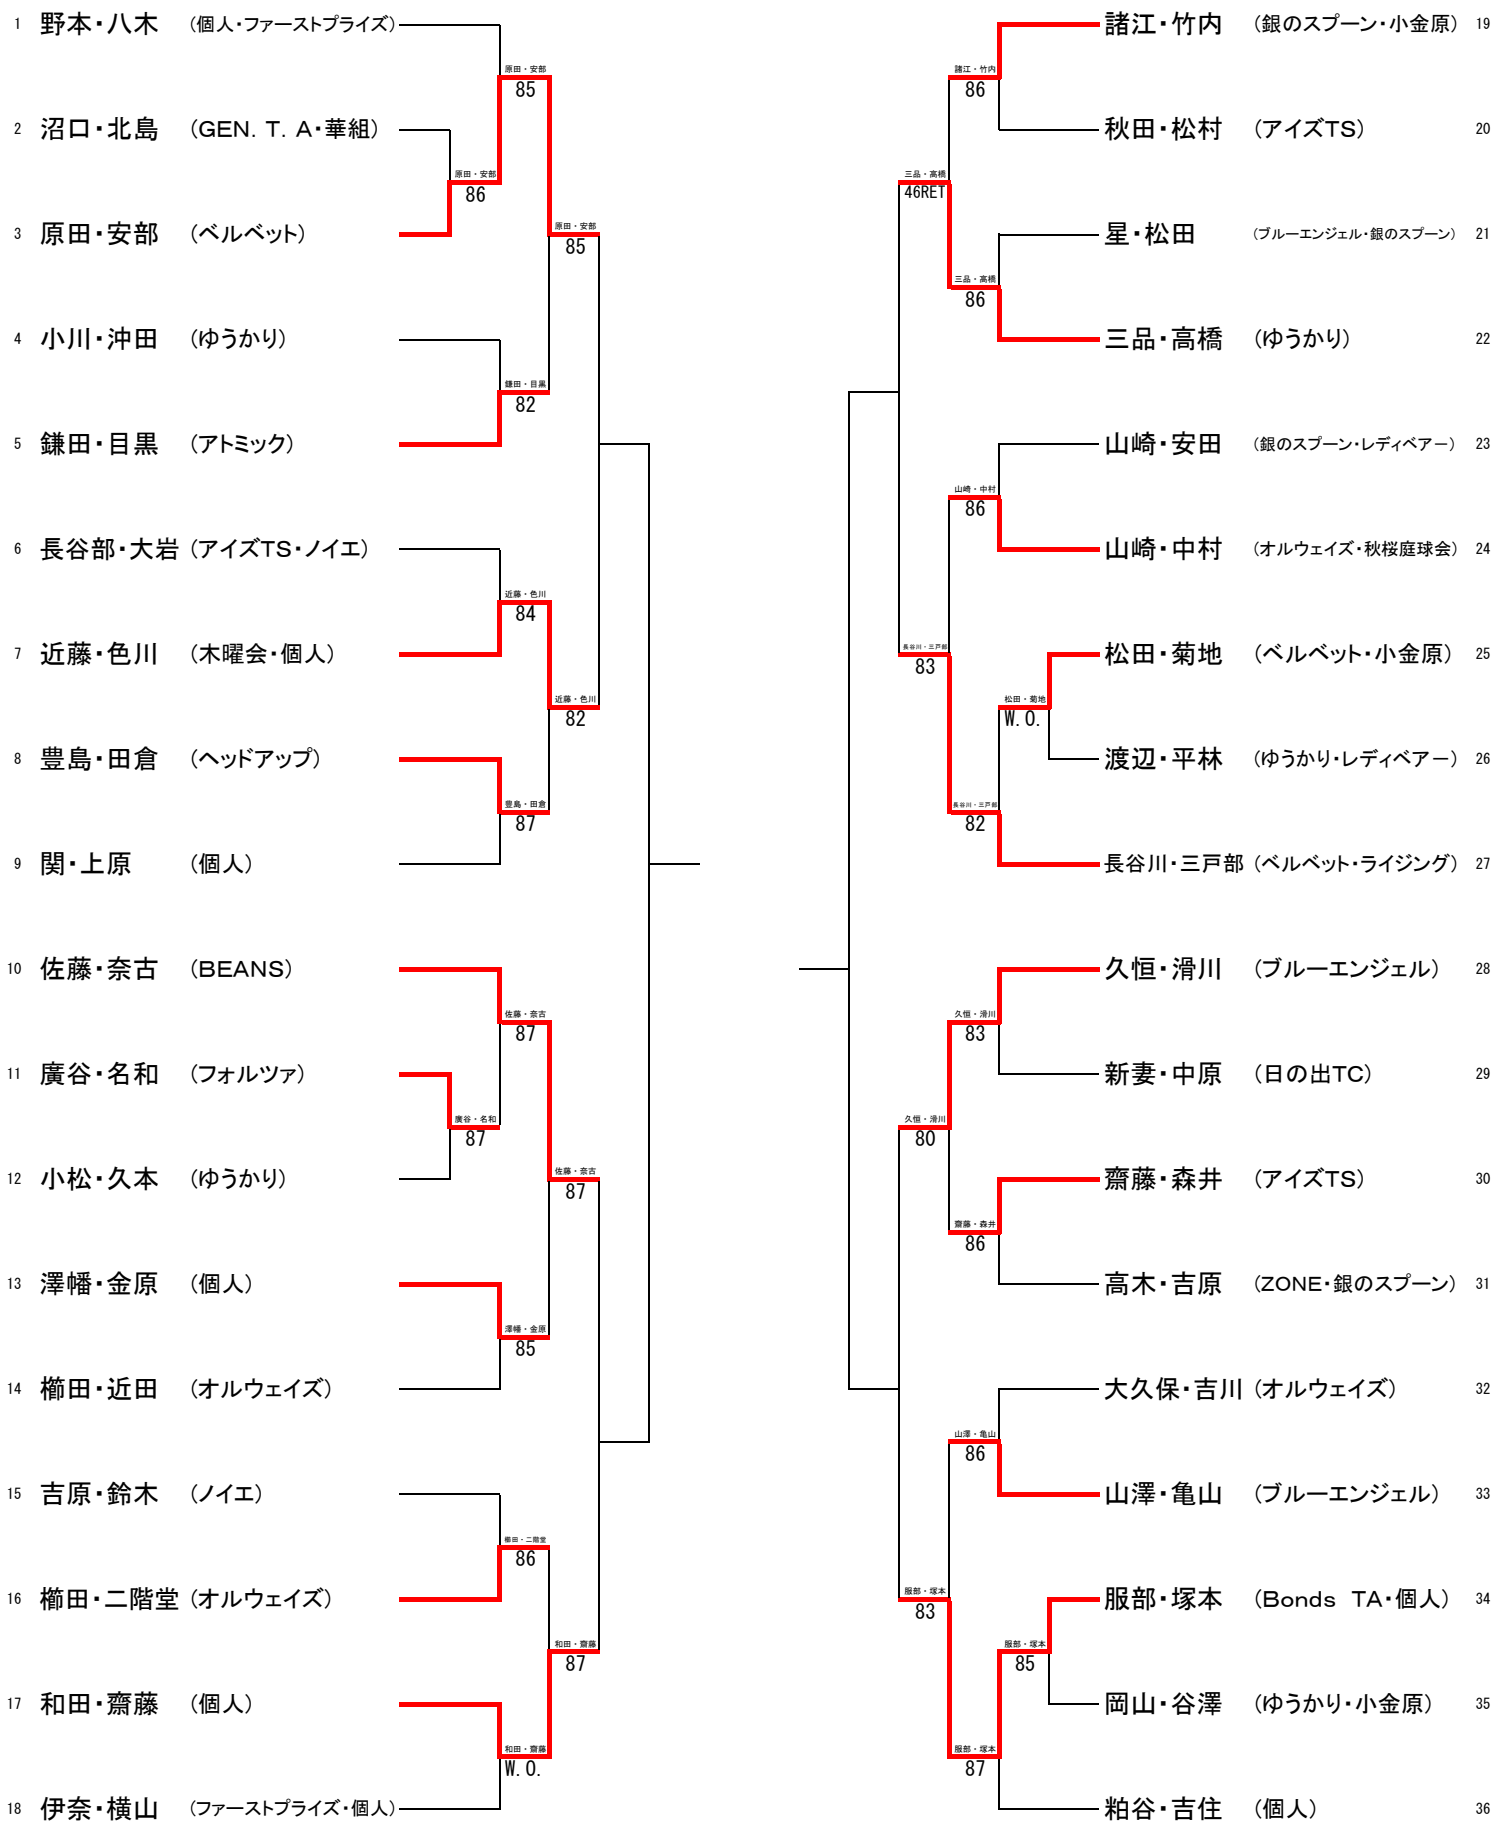 1 野本・八木 (個人・ファーストプライズ)
原田・安部
85
2 沼口・北島 (GEN. T. A・華組)
原田・安部
86
3 原田・安部 (ベルベット)
原田・安部
85
4 小川・沖田 (ゆうかり)
鎌田・目黒
82
5 鎌田・目黒 (アトミック)
6 長谷部・大岩 (アイズTS・ノイエ)
近藤・色川
84
7 近藤・色川 (木曜会・個人)
近藤・色川
82
8 豊島・田倉 (ヘッドアップ)
豊島・田倉
87
9 関・上原 (個人)
10 佐藤・奈古 (BEANS)
佐藤・奈古
87
11 廣谷・名和 (フォルツァ)
廣谷・名和
87
12 小松・久本 (ゆうかり)
佐藤・奈古
87
13 澤幡・金原 (個人)
澤幡・金原
85
14 櫛田・近田 (オルウェイズ)
15 吉原・鈴木 (ノイエ)
櫛田・二階堂
86
16 櫛田・二階堂 (オルウェイズ)
和田・齋藤
87
17 和田・齋藤 (個人)
和田・齋藤
W.O.
18 伊奈・横山 (ファーストプライズ・個人)
諸江・竹内 (銀のスプーン・小金原) 19
諸江・竹内
86
秋田・松村 (アイズTS) 20
三品・高橋
46RET
星・松田 (ブルーエンジェル・銀のスプーン) 21
三品・高橋
86
三品・高橋 (ゆうかり) 22
山崎・安田 (銀のスプーン・レディベアー) 23
山崎・中村
86
山崎・中村 (オルウェイズ・秋桜庭球会) 24
長谷川・三戸部
83
松田・菊地 (ベルベット・小金原) 25
松田・菊地
W.O.
渡辺・平林 (ゆうかり・レディベアー) 26
長谷川・三戸部
82
長谷川・三戸部 (ベルベット・ライジング) 27
久恒・滑川 (ブルーエンジェル) 28
久恒・滑川
83
新妻・中原 (日の出TC) 29
久恒・滑川
80
齋藤・森井 (アイズTS) 30
齋藤・森井
86
高木・吉原 (ZONE・銀のスプーン) 31
大久保・吉川 (オルウェイズ) 32
山澤・亀山
86
山澤・亀山 (ブルーエンジェル) 33
服部・塚本
83
服部・塚本 (Bonds TA・個人) 34
服部・塚本
85
岡山・谷澤 (ゆうかり・小金原) 35
服部・塚本
87
粕谷・吉住 (個人) 36